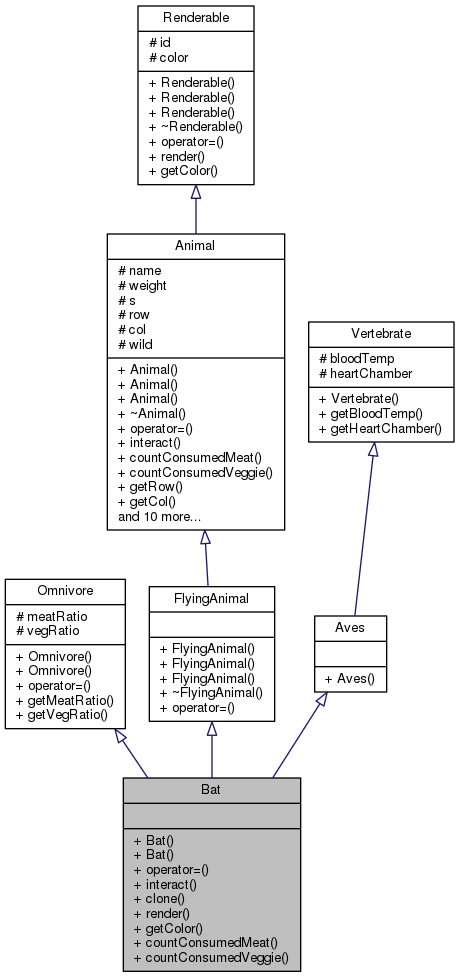 Renderable
# id
# color
+ Renderable()
+ Renderable()
+ Renderable()
+ ~Renderable()
+ operator=()
+ render()
+ getColor()
Animal
# name
# weight
# s
# row
# col
# wild
+ Animal()
+ Animal()
+ Animal()
+ ~Animal()
+ operator=()
+ interact()
+ countConsumedMeat()
+ countConsumedVeggie()
+ getRow()
+ getCol()
and 10 more...
Vertebrate
# bloodTemp
# heartChamber
+ Vertebrate()
+ getBloodTemp()
+ getHeartChamber()
Omnivore
# meatRatio
# vegRatio
+ Omnivore()
+ Omnivore()
+ operator=()
+ getMeatRatio()
+ getVegRatio()
FlyingAnimal
+ FlyingAnimal()
+ FlyingAnimal()
+ FlyingAnimal()
+ ~FlyingAnimal()
+ operator=()
Aves
+ Aves()
Bat
+ Bat()
+ Bat()
+ operator=()
+ interact()
+ clone()
+ render()
+ getColor()
+ countConsumedMeat()
+ countConsumedVeggie()